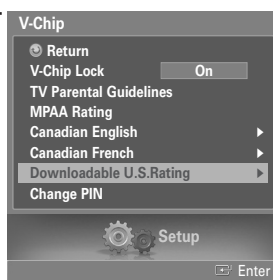 V-Chip
Return
V-Chip Lock On
TV Parental Guidelines
MPAA Rating
Canadian English
Canadian French
Downloadable U.S.Rating
Change PIN
Setup
Enter